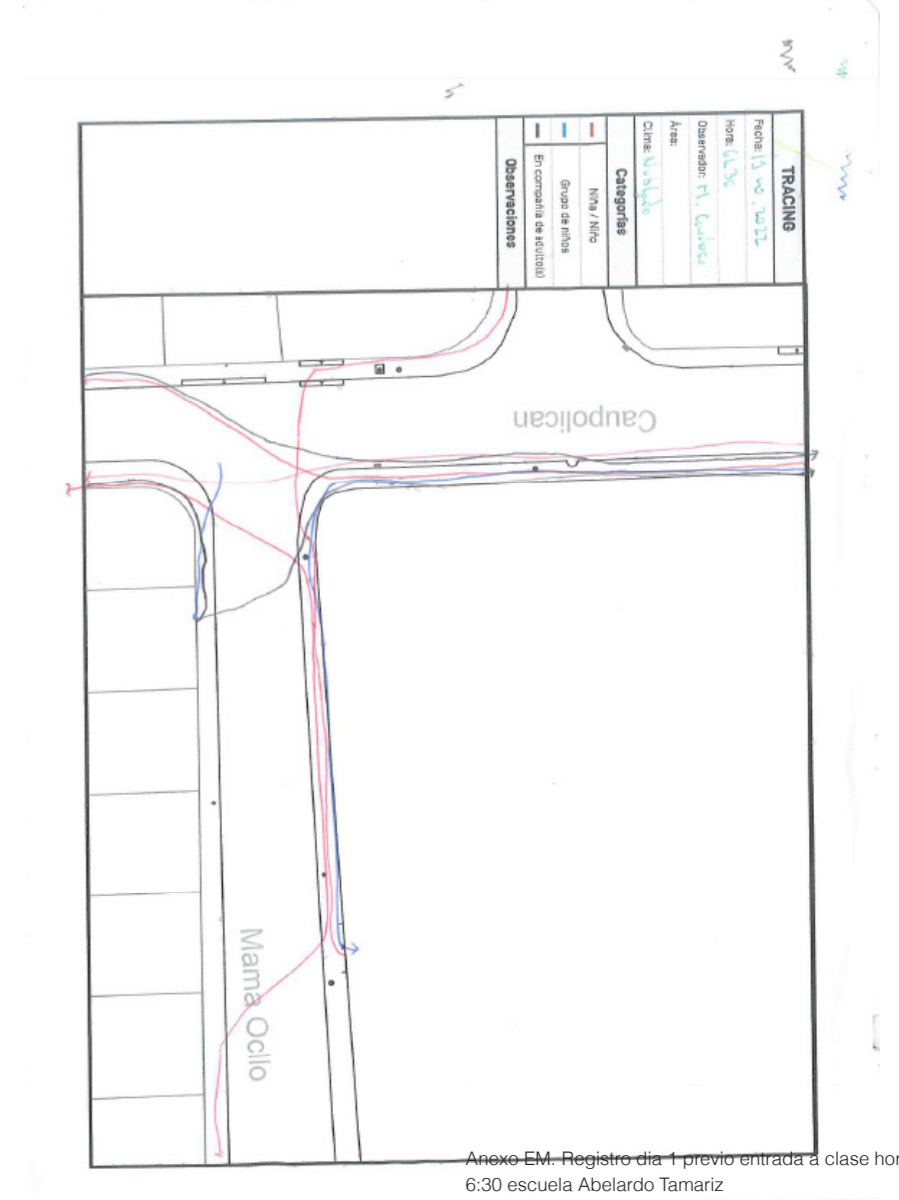 TRACING
Fecha: 2022
Hora: 6:30
Observador: M.
Área:
Clima: Nublado
Categorías
Niña / Niño
Grupo de niños
En compañía de adulto(s)
Observaciones
Caupolican
Mama Ocllo
Anexo EM. Registro dia 1 previo entrada a clase hor
6:30 escuela Abelardo Tamariz